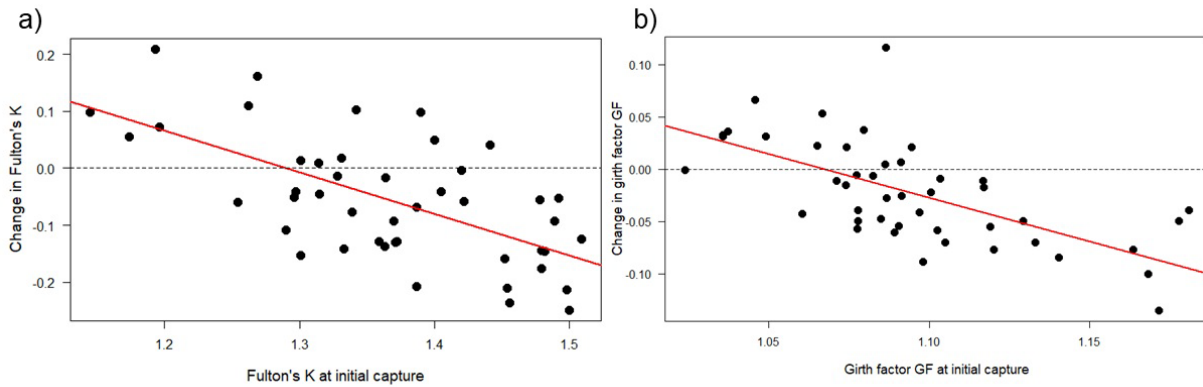 a)
Change in Fulton's K
0.2
0.1
0.0
-0.1
-0.2
1.2 1.3 1.4 1.5
Fulton's K at initial capture
b)
Change in girth factor GF
0.10
0.05
0.00
-0.05
-0.10
1.05 1.10 1.15
Girth factor GF at initial capture